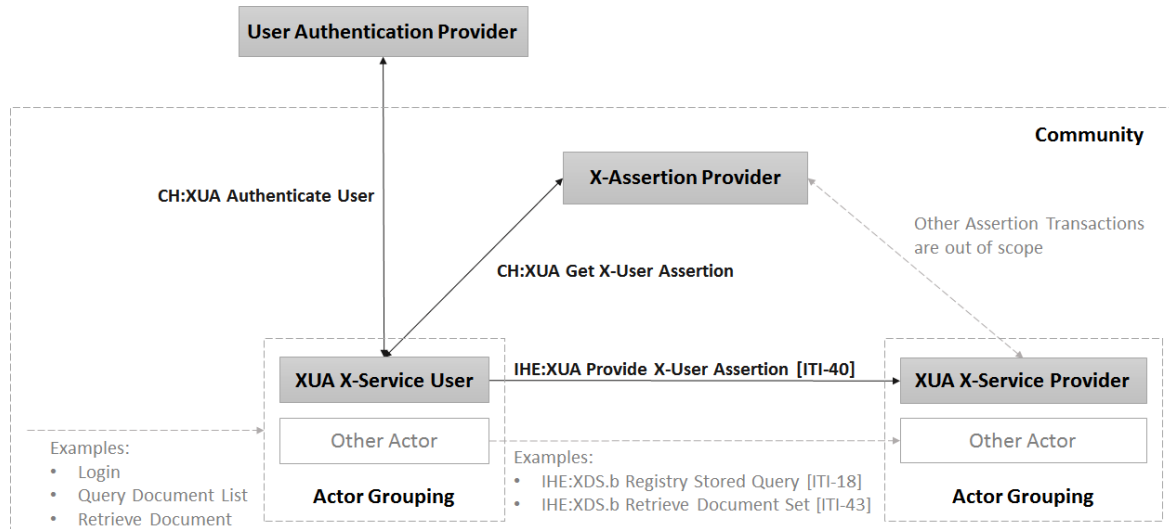 User Authentication Provider
Community
X-Assertion Provider
CH:XUA Authenticate User
Other Assertion Transactions
are out of scope
CH:XUA Get X-User Assertion
XUA X-Service User
IHE:XUA Provide X-User Assertion [ITI-40]
XUA X-Service Provider
Other Actor
Other Actor
Examples:
• Login
• Query Document List
• Retrieve Document
Actor Grouping
Examples:
• IHE:XDS.b Registry Stored Query [ITI-18]
• IHE:XDS.b Retrieve Document Set [ITI-43]
Actor Grouping